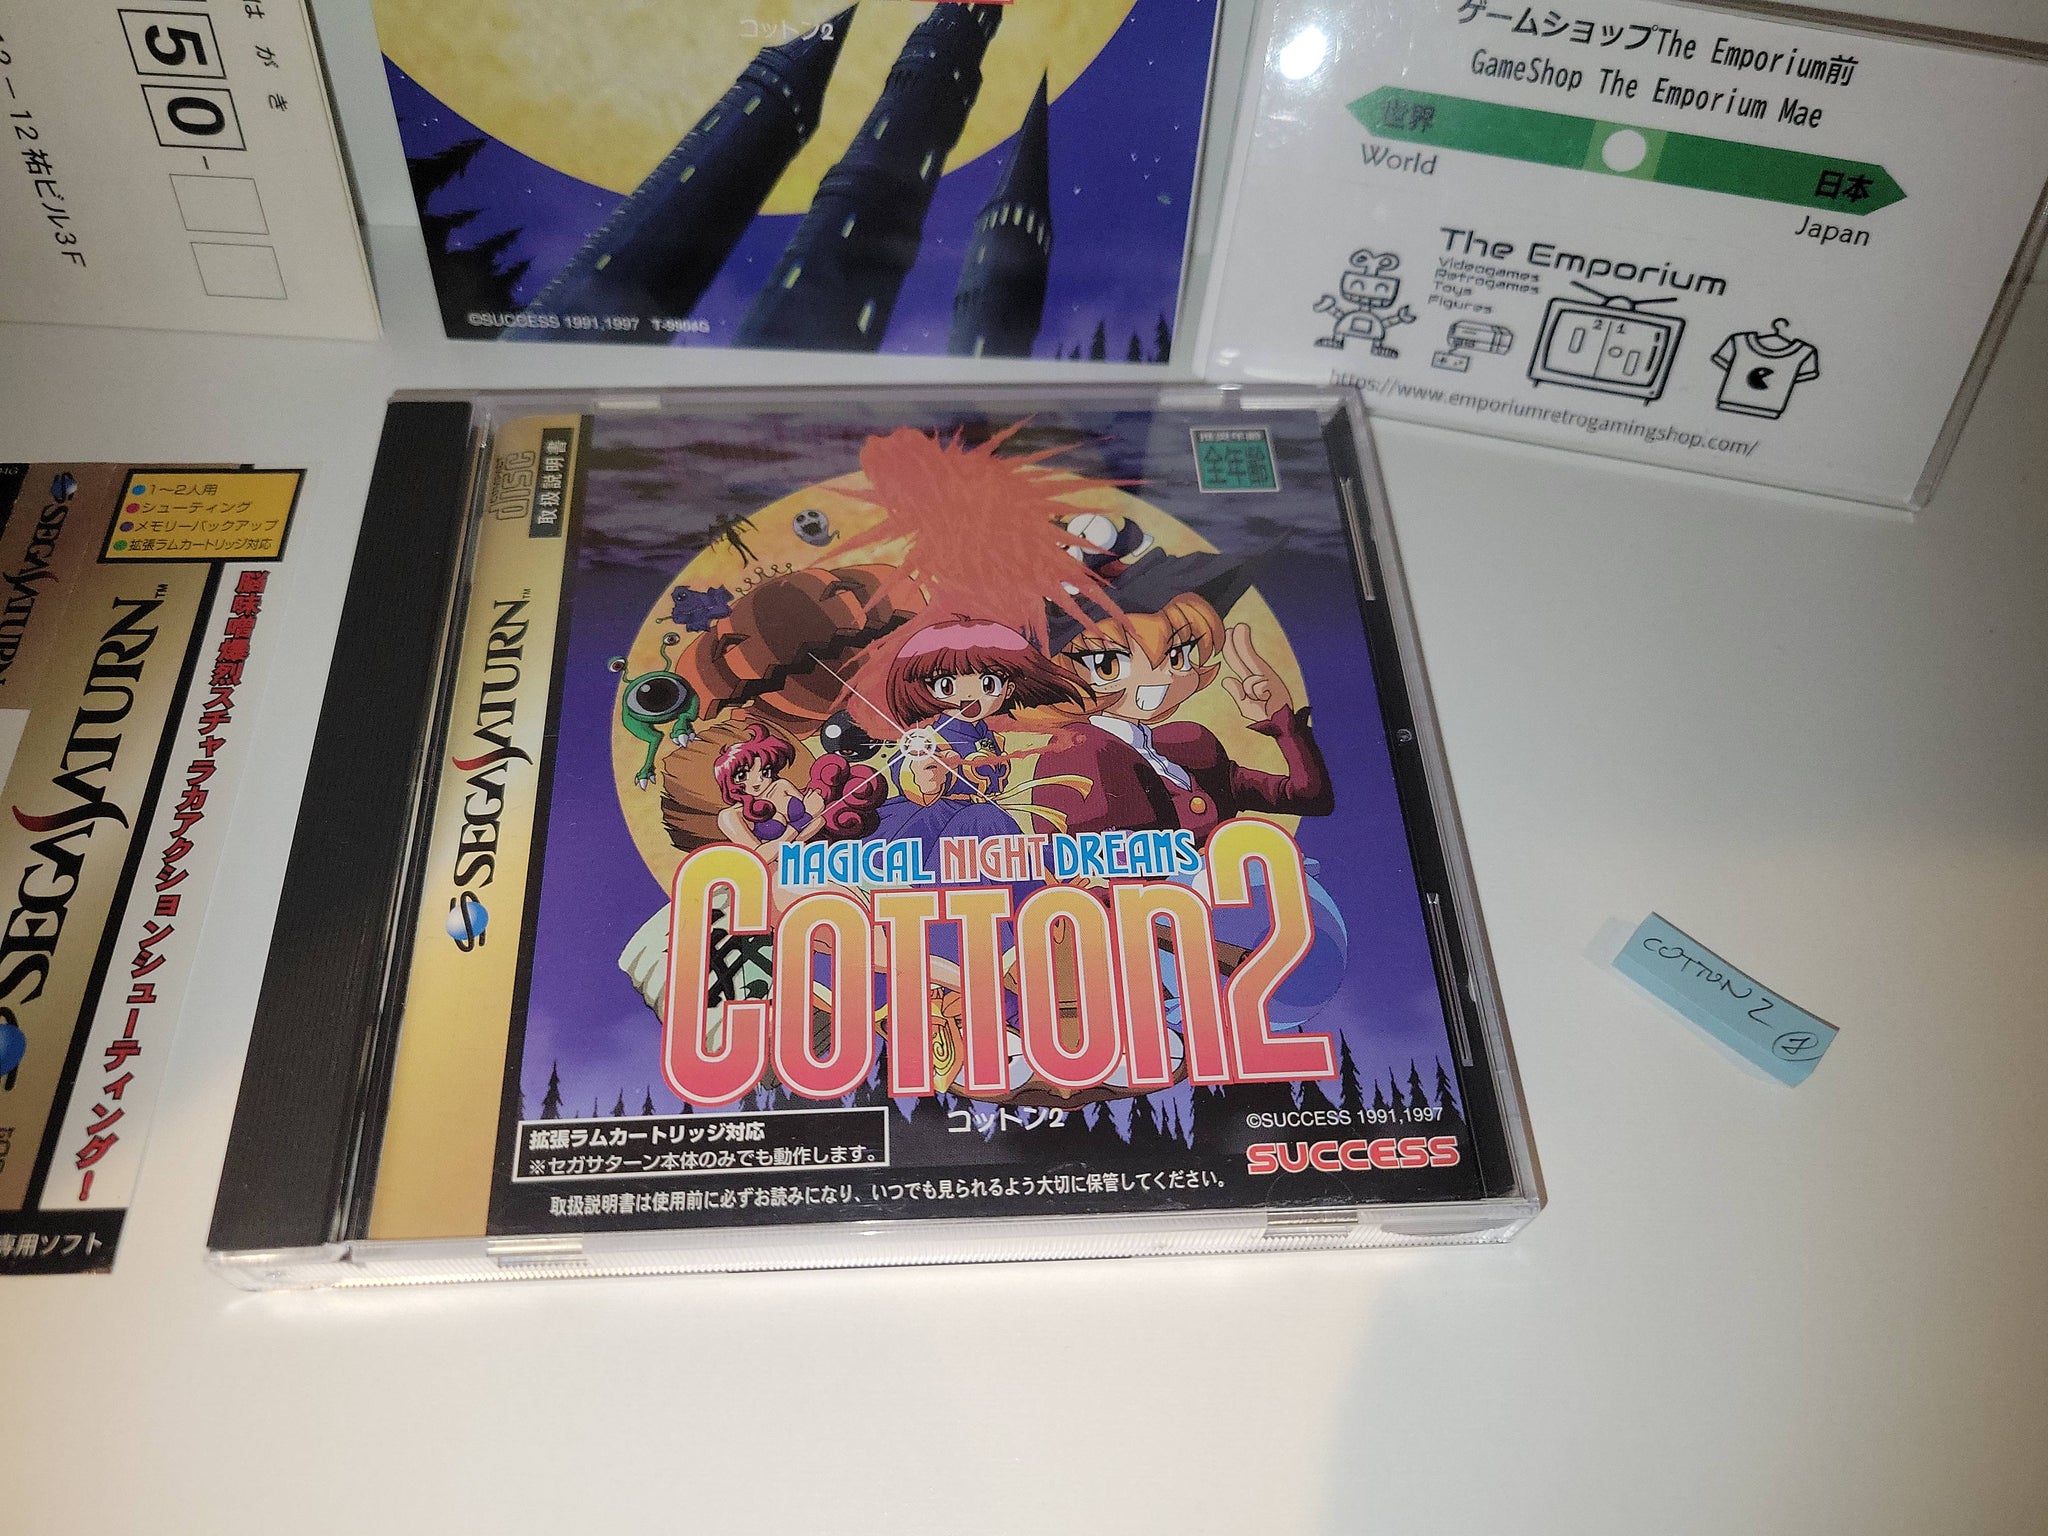 はがき
50
12-12祐ビル3F
コットン2
©SUCCESS 1991,1997 T-9904G
ゲームショップThe Emporium前
GameShop The Emporium Mae
世界
日本
World
Japan
The Emporium
Videogames
Retrogames
Toys
Figures
2 1
https://www.emporiumretrogamingshop.com/
SEGA SATURN
1～2人用
シューティング
メモリーバックアップ
拡張ラムカートリッジ対応
SEGA SATURN™
脳味噌爆烈スチャラカアクションシューティング！
専用ソフト
COMPACT DISC
取扱説明書
SEGA SATURN™
推奨年齢
全年齢
MAGICAL NIGHT DREAMS
COTTON2
コットン2
拡張ラムカートリッジ対応
※セガサターン本体のみでも動作します。
©SUCCESS 1991,1997
SUCCESS
取扱説明書は使用前に必ずお読みになり、いつでも見られるよう大切に保管してください。
COTTON 2